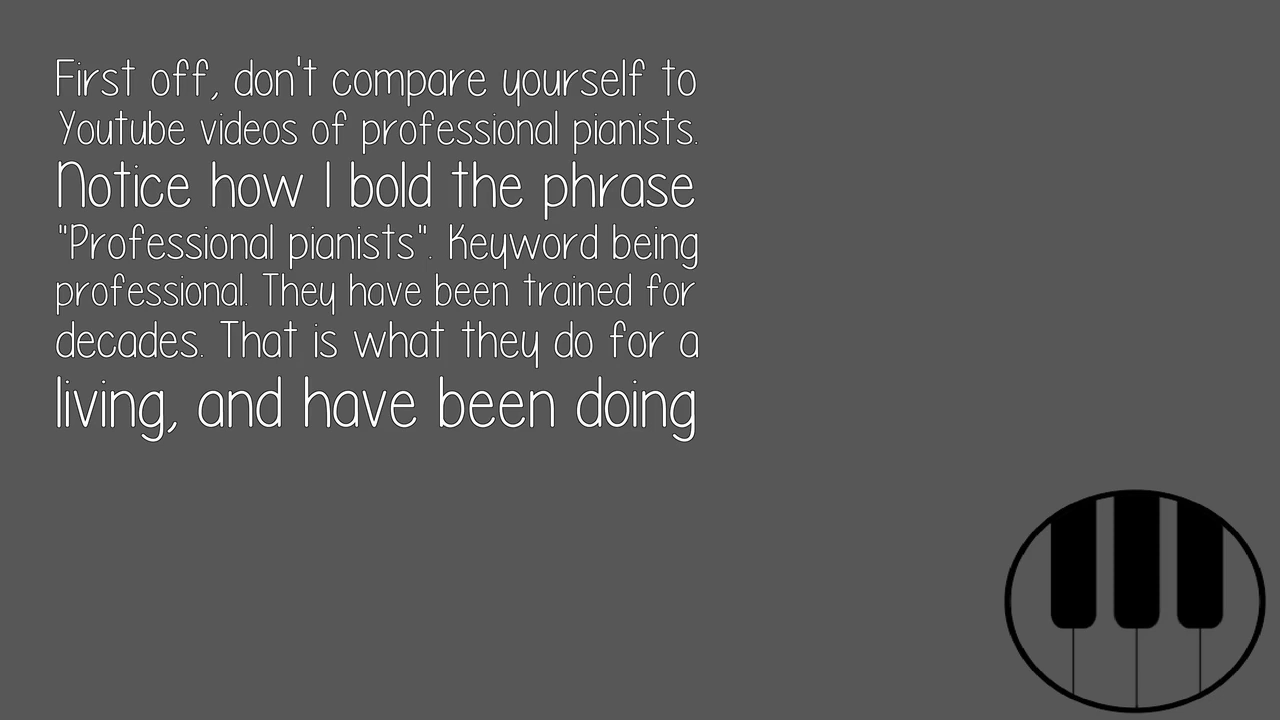 First off, don't compare yourself to
Youtube videos of professional pianists.
Notice how I bold the phrase
"Professional pianists". Keyword being
professional. They have been trained for
decades. That is what they do for a
living, and have been doing